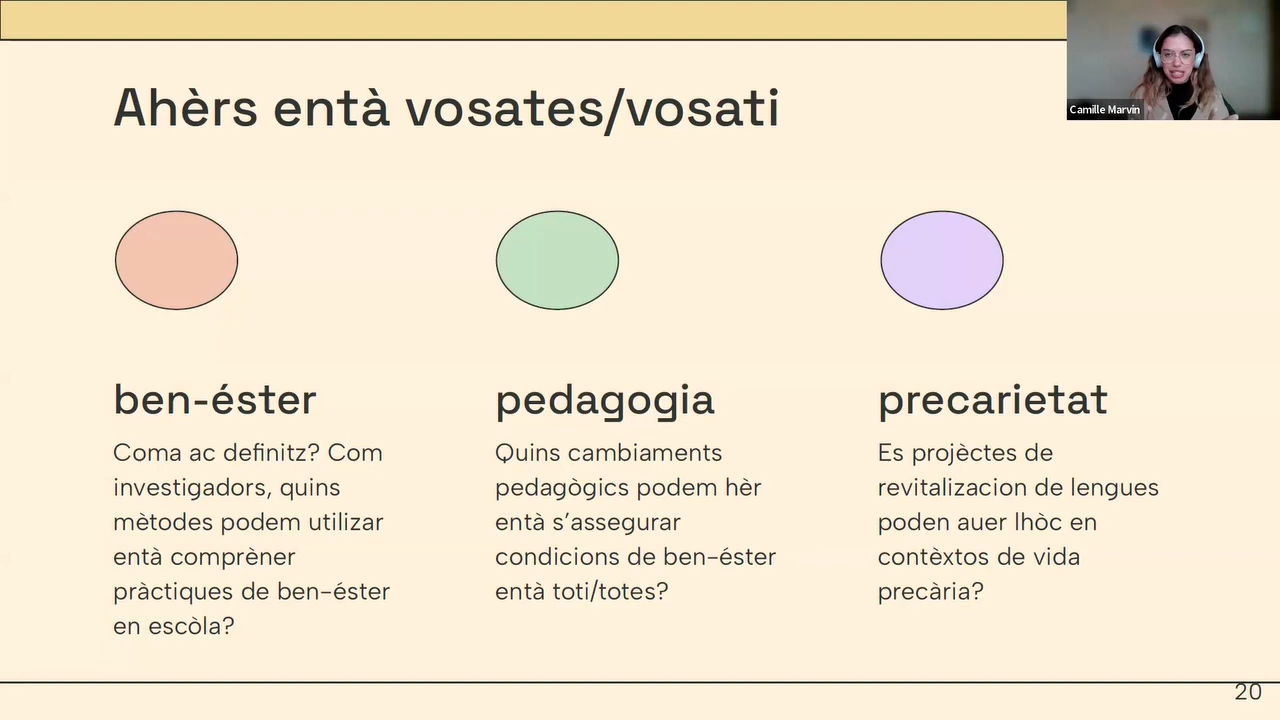 Ahèrs entà vosates/vosati
Camille Marvin
ben-éster
Coma ac definitz? Com
investigadors, quins
mètodes podem utilizar
entà comprèner
pràctiques de ben-éster
en escòla?
pedagogia
Quins cambiaments
pedagògics podem hèr
entà s’assegurar
condicions de ben-éster
entà toti/totes?
precarietat
Es projèctes de
revitalizacion de lengues
poden auer lhòc en
contèxtos de vida
precària?
20